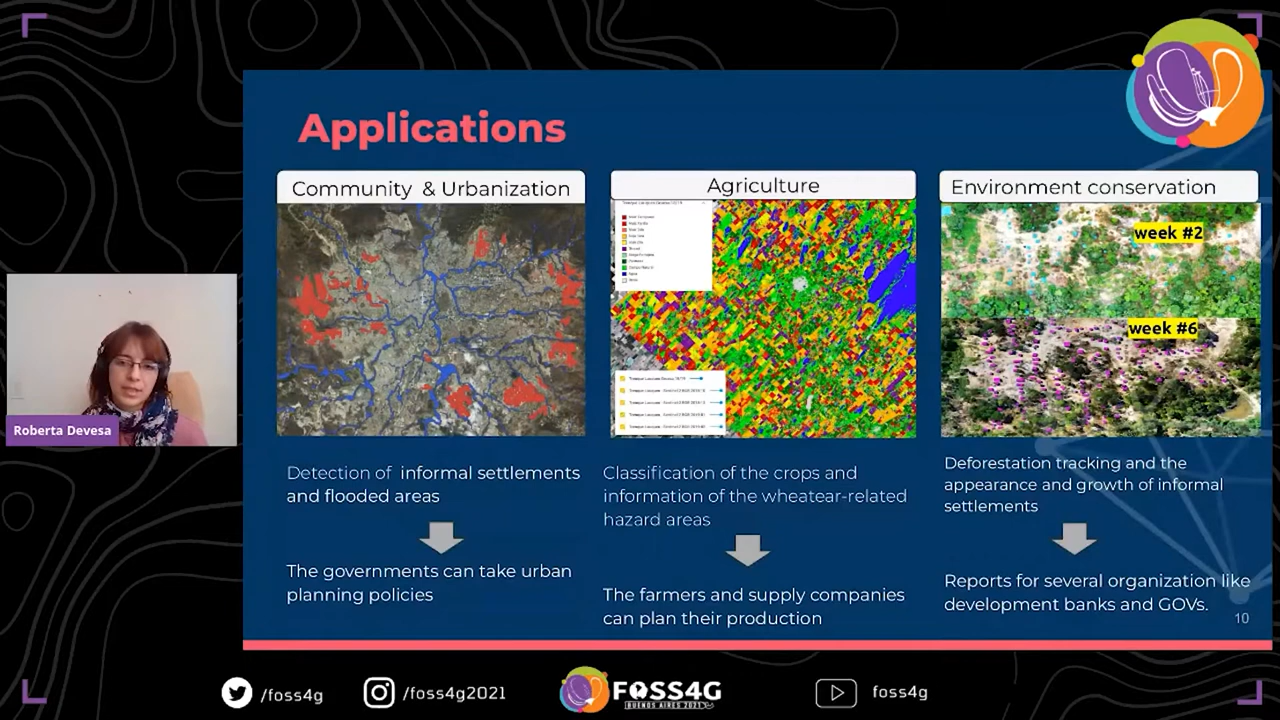 Applications
Community & Urbanization
Agriculture
Environment conservation
week #2
week #6
Roberta Devesa
Detection of informal settlements
and flooded areas
The governments can take urban
planning policies
Classification of the crops and
information of the wheatear-related
hazard areas
The farmers and supply companies
can plan their production
Deforestation tracking and the
appearance and growth of informal
settlements
Reports for several organization like
development banks and GOVs.
10
/foss4g
/foss4g2021
FOSS4G
BUENOS AIRES 2021
foss4g